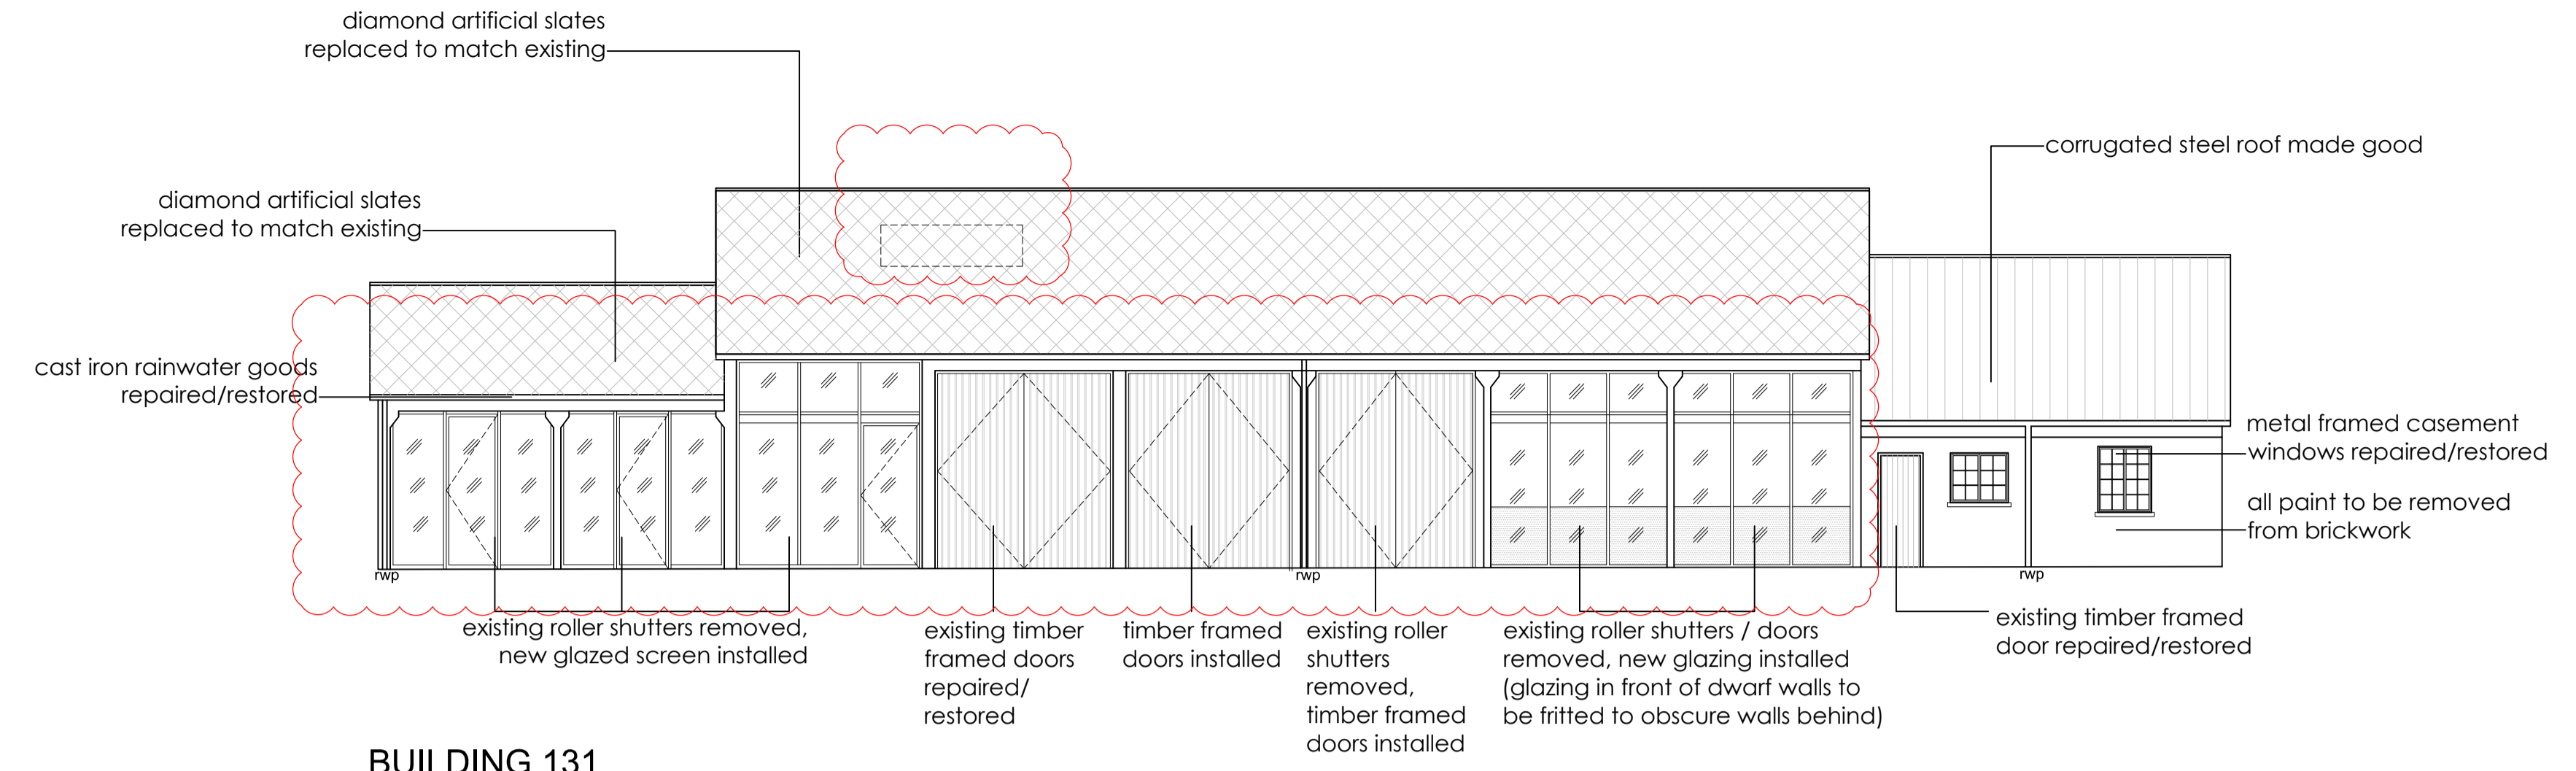 diamond artificial slates
replaced to match existing
corrugated steel roof made good
diamond artificial slates
replaced to match existing
cast iron rainwater goods
repaired/restored
metal framed casement
windows repaired/restored
all paint to be removed
from brickwork
rwp
rwp
rwp
existing roller shutters removed,
new glazed screen installed
existing timber
framed doors
repaired/
restored
timber framed
doors installed
existing roller
shutters
removed,
timber framed
doors installed
existing roller shutters / doors
removed, new glazing installed
(glazing in front of dwarf walls to
be fritted to obscure walls behind)
existing timber framed
door repaired/restored
BUILDING 131